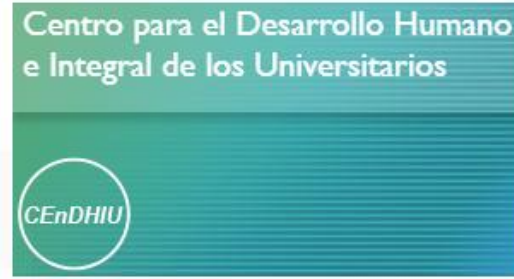 Centro para el Desarrollo Humano
e Integral de los Universitarios
CEnDHIU